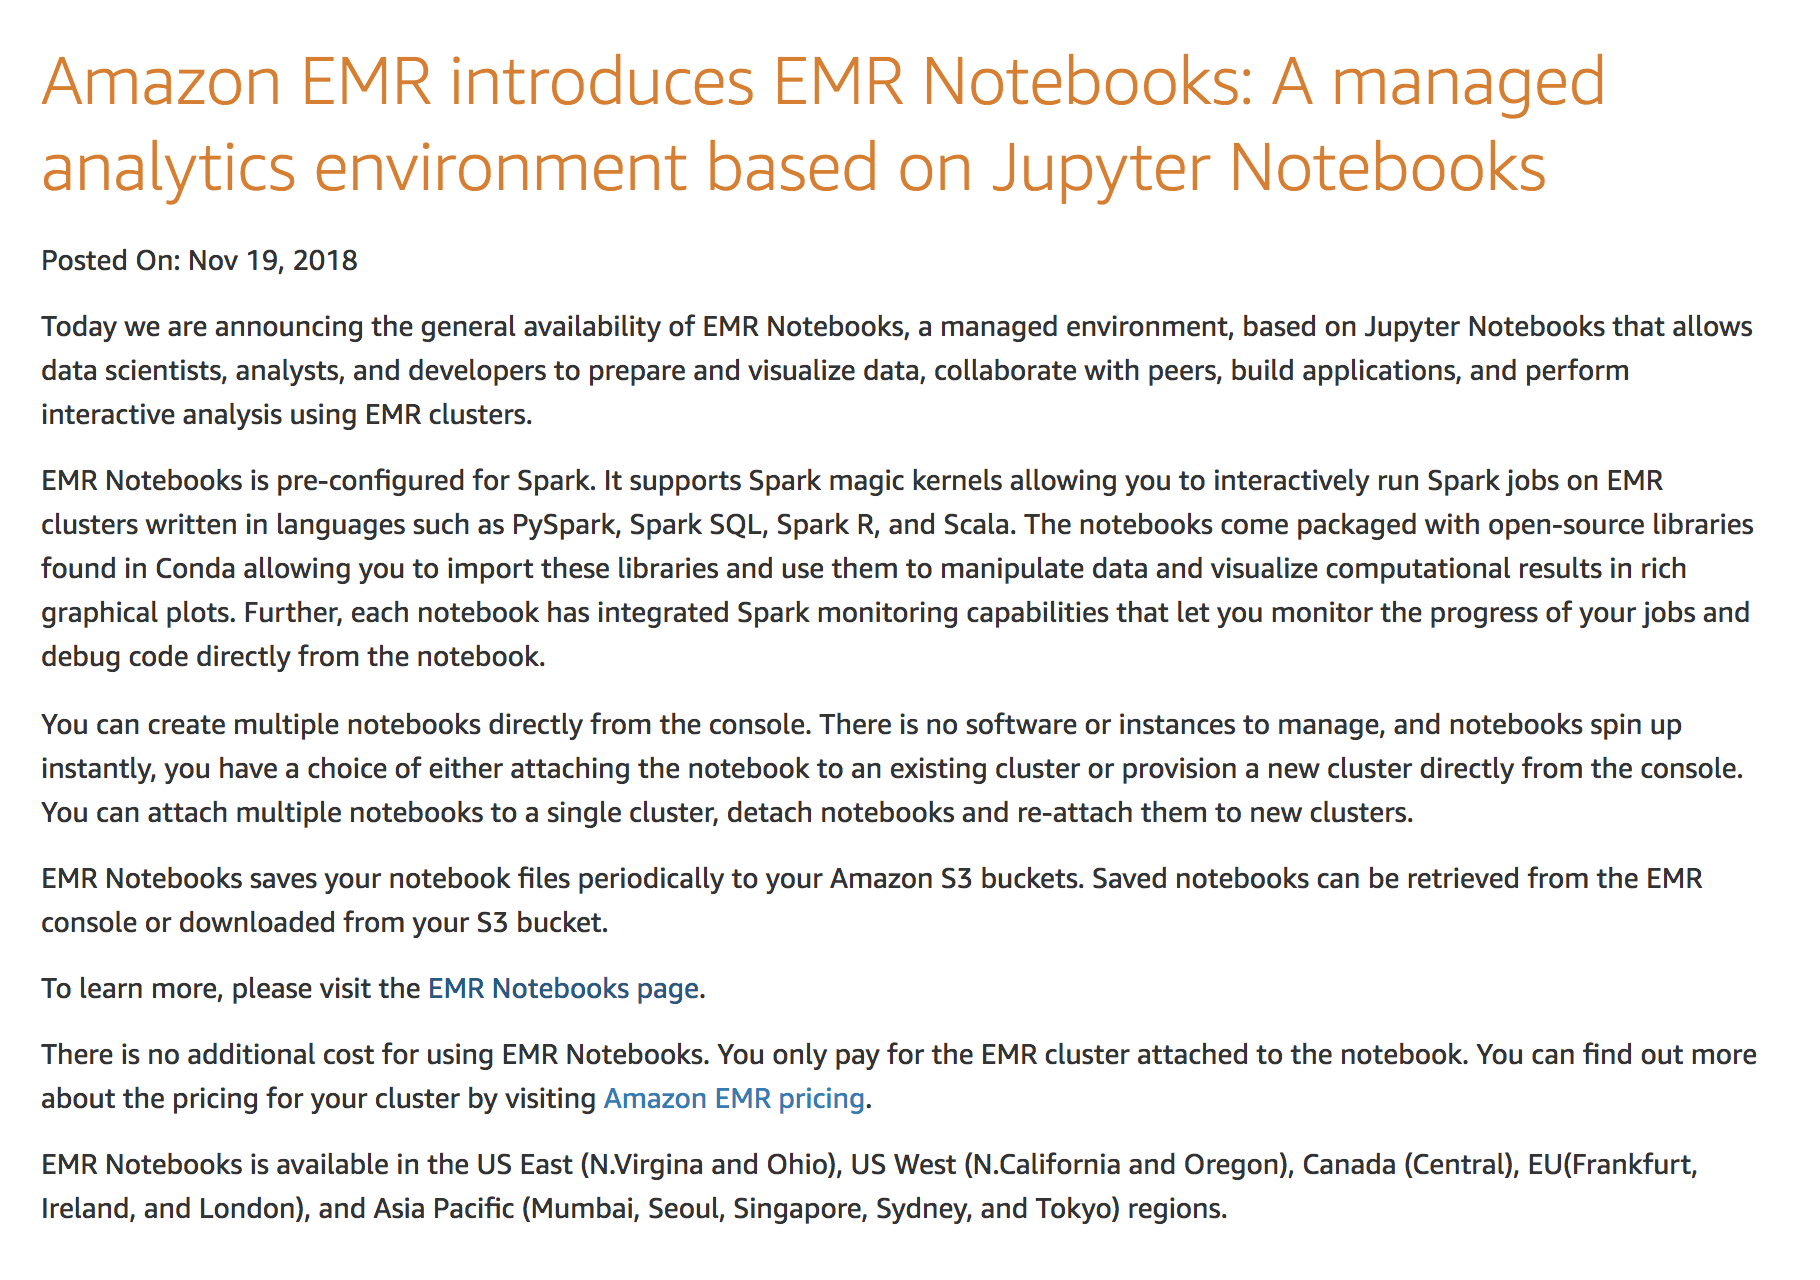 Amazon EMR introduces EMR Notebooks: A managed
analytics environment based on Jupyter Notebooks
Posted On: Nov 19, 2018
Today we are announcing the general availability of EMR Notebooks, a managed environment, based on Jupyter Notebooks that allows
data scientists, analysts, and developers to prepare and visualize data, collaborate with peers, build applications, and perform
interactive analysis using EMR clusters.
EMR Notebooks is pre-configured for Spark. It supports Spark magic kernels allowing you to interactively run Spark jobs on EMR
clusters written in languages such as PySpark, Spark SQL, Spark R, and Scala. The notebooks come packaged with open-source libraries
found in Conda allowing you to import these libraries and use them to manipulate data and visualize computational results in rich
graphical plots. Further, each notebook has integrated Spark monitoring capabilities that let you monitor the progress of your jobs and
debug code directly from the notebook.
You can create multiple notebooks directly from the console. There is no software or instances to manage, and notebooks spin up
instantly, you have a choice of either attaching the notebook to an existing cluster or provision a new cluster directly from the console.
You can attach multiple notebooks to a single cluster, detach notebooks and re-attach them to new clusters.
EMR Notebooks saves your notebook files periodically to your Amazon S3 buckets. Saved notebooks can be retrieved from the EMR
console or downloaded from your S3 bucket.
To learn more, please visit the EMR Notebooks page.
There is no additional cost for using EMR Notebooks. You only pay for the EMR cluster attached to the notebook. You can find out more
about the pricing for your cluster by visiting Amazon EMR pricing.
EMR Notebooks is available in the US East (N.Virgina and Ohio), US West (N.California and Oregon), Canada (Central), EU(Frankfurt,
Ireland, and London), and Asia Pacific (Mumbai, Seoul, Singapore, Sydney, and Tokyo) regions.